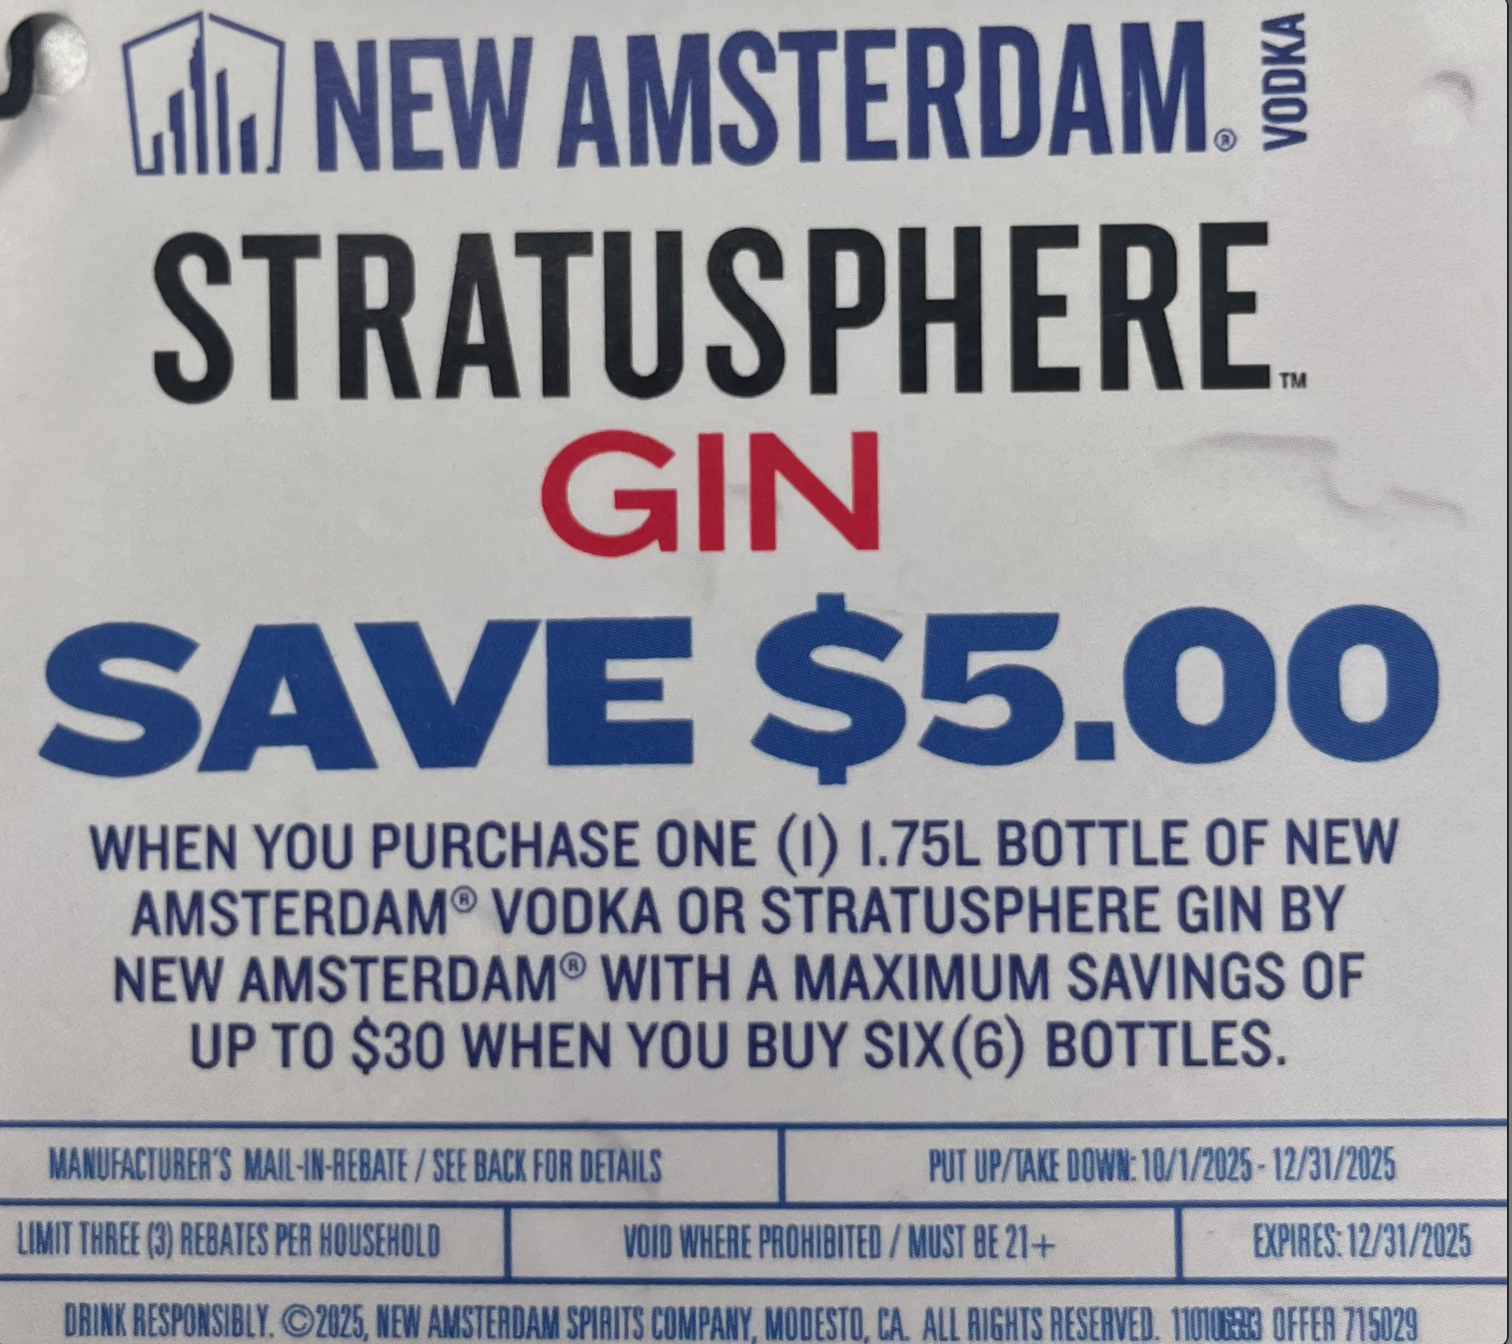 NEW AMSTERDAM® VODKA
STRATUSPHERE™
GIN
SAVE $5.00
WHEN YOU PURCHASE ONE (1) 1.75L BOTTLE OF NEW
AMSTERDAM® VODKA OR STRATUSPHERE GIN BY
NEW AMSTERDAM® WITH A MAXIMUM SAVINGS OF
UP TO $30 WHEN YOU BUY SIX(6) BOTTLES.
MANUFACTURER'S MAIL-IN-REBATE / SEE BACK FOR DETAILS
PUT UP/TAKE DOWN: 10/1/2025 - 12/31/2025
LIMIT THREE (3) REBATES PER HOUSEHOLD
VOID WHERE PROHIBITED / MUST BE 21+
EXPIRES: 12/31/2025
DRINK RESPONSIBLY. ©2025, NEW AMSTERDAM SPIRITS COMPANY, MODESTO, CA. ALL RIGHTS RESERVED. OFFER 715029